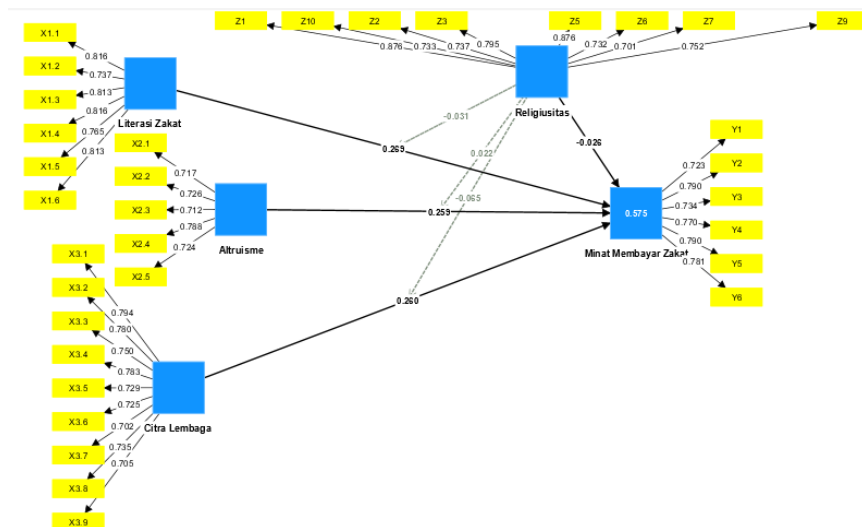 Z1
Z10
Z2
Z3
Z5
Z6
Z7
Z9
0.876
0.733
0.737
0.795
0.876
0.732
0.701
0.752
Religiusitas
X1.1
X1.2
X1.3
X1.4
X1.5
X1.6
0.816
0.737
0.813
0.816
0.765
0.813
Literasi Zakat
X2.1
X2.2
X2.3
X2.4
X2.5
0.717
0.726
0.712
0.788
0.724
Altruisme
X3.1
X3.2
X3.3
X3.4
X3.5
X3.6
X3.7
X3.8
X3.9
0.794
0.780
0.750
0.783
0.729
0.725
0.702
0.735
0.705
Citra Lembaga
-0.031
0.022
-0.065
0.269
0.259
0.260
-0.026
0.575
Minat Membayar Zakat
0.723
0.790
0.734
0.770
0.790
0.781
Y1
Y2
Y3
Y4
Y5
Y6